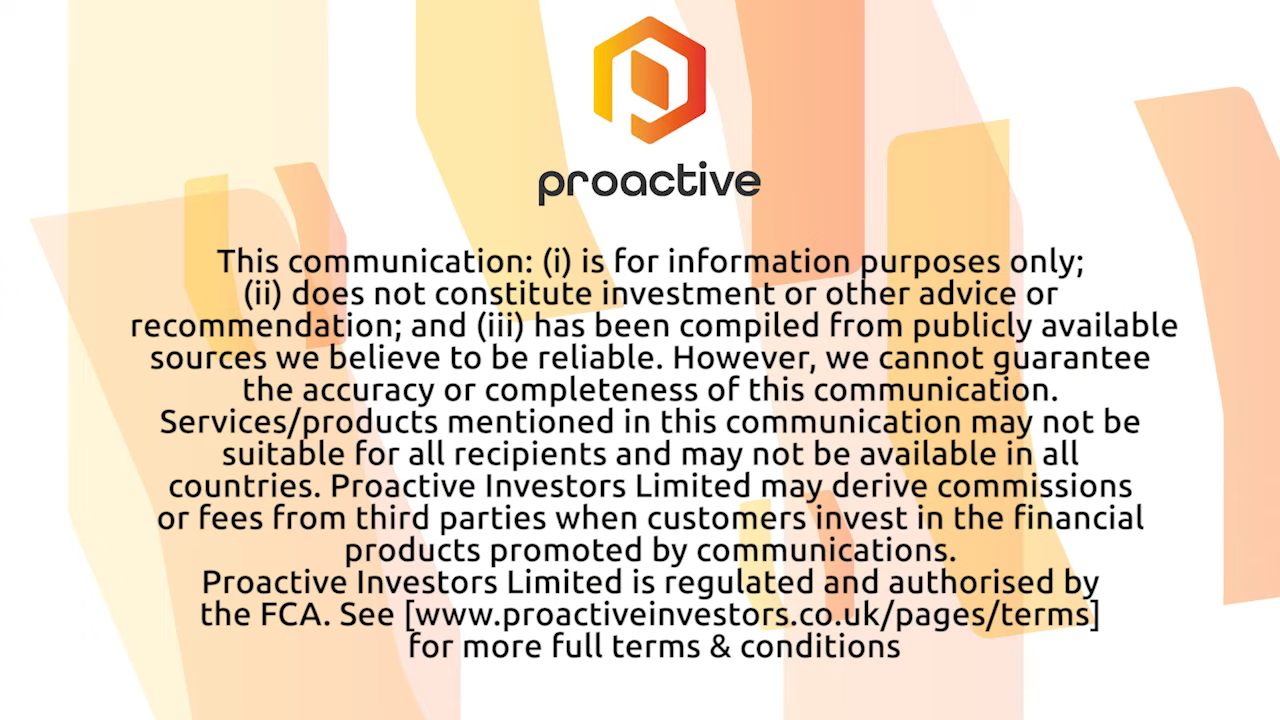 proactive
This communication: (i) is for information purposes only;
(ii) does not constitute investment or other advice or
recommendation; and (iii) has been compiled from publicly available
sources we believe to be reliable. However, we cannot guarantee
the accuracy or completeness of this communication.
Services/products mentioned in this communication may not be
suitable for all recipients and may not be available in all
countries. Proactive Investors Limited may derive commissions
or fees from third parties when customers invest in the financial
products promoted by communications.
Proactive Investors Limited is regulated and authorised by
the FCA. See [www.proactiveinvestors.co.uk/pages/terms]
for more full terms & conditions